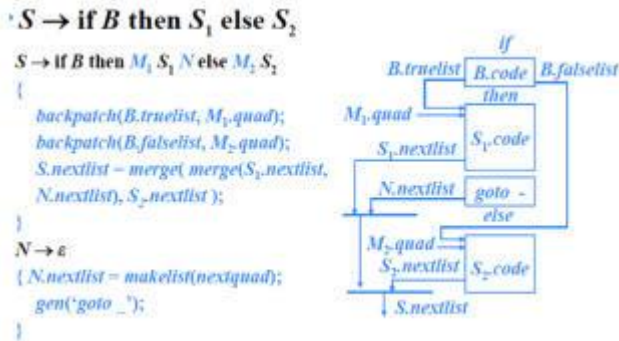 S → if B then S₁ else S₂
S → if B then M₁ S₁ N else M₂ S₂
{
backpatch(B.truelist, M₁.quad);
backpatch(B.falselist, M₂.quad);
S.nextlist = merge( merge(S₁.nextlist,
N.nextlist), S₂.nextlist );
}
N → ε
{ N.nextlist = makelist(nextquad);
gen(‘goto _’);
}
if
B.truelist B.code B.falselist
then
M₁.quad
S₁.code
S₁.nextlist
N.nextlist goto -
else
M₂.quad
S₂.nextlist S₂.code
S.nextlist